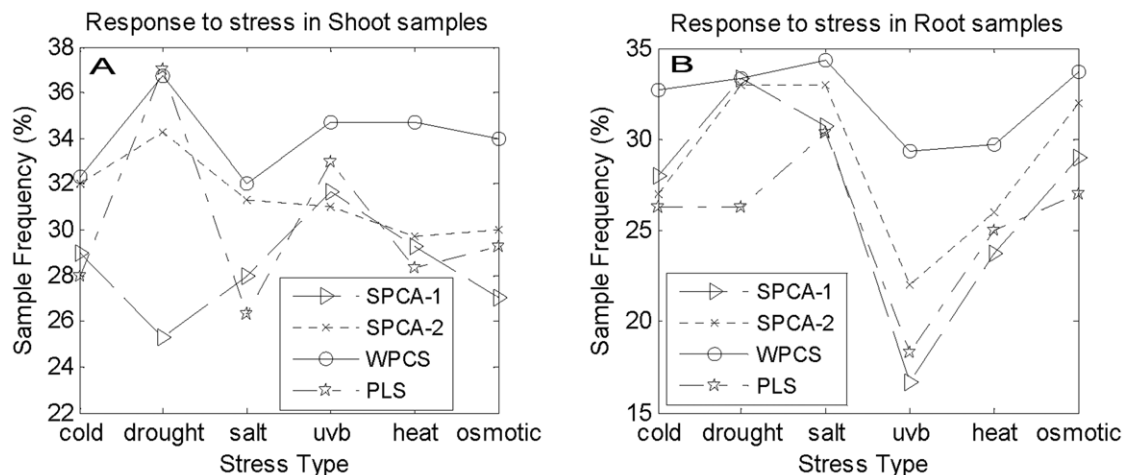 Response to stress in Shoot samples
A
38
36
34
32
30
28
26
24
22
Sample Frequency (%)
SPCA-1
SPCA-2
WPCS
PLS
cold drought salt uvb heat osmotic
Stress Type
Response to stress in Root samples
B
35
30
25
20
15
Sample Frequency (%)
SPCA-1
SPCA-2
WPCS
PLS
cold drought salt uvb heat osmotic
Stress Type